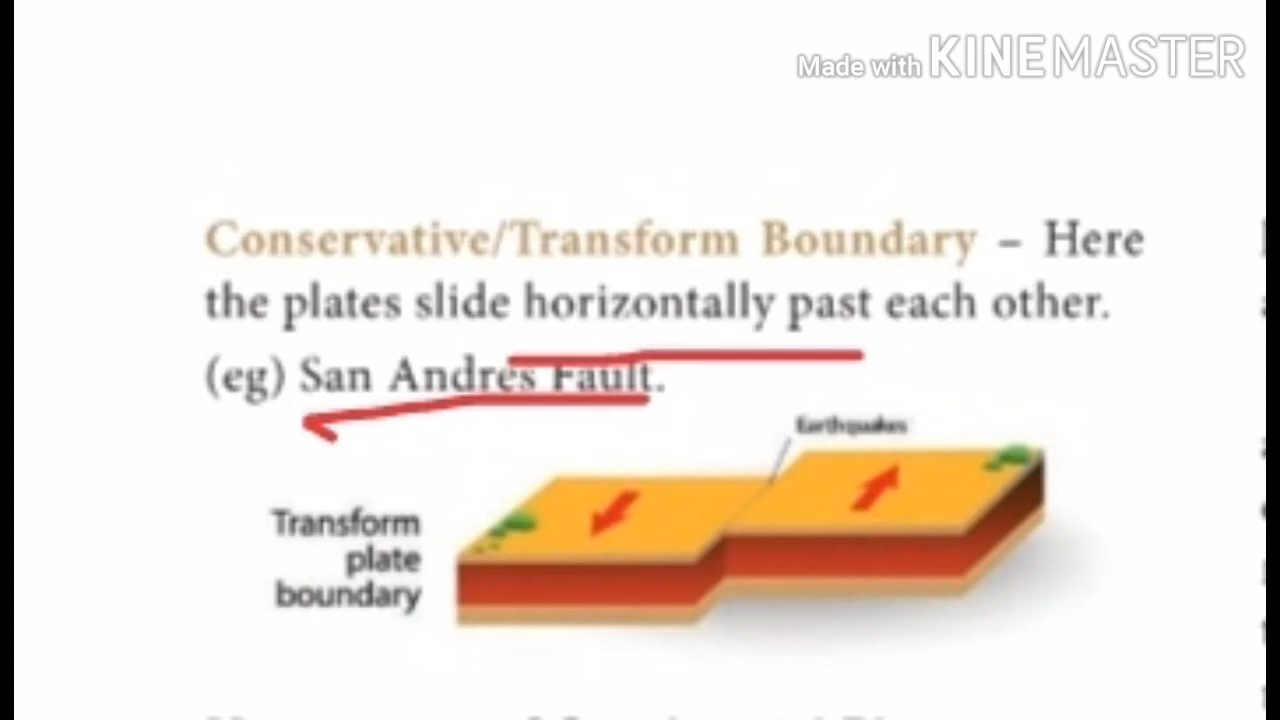 Made with KINEMASTER
Conservative/Transform Boundary – Here
the plates slide horizontally past each other.
(eg) San Andres Fault.
Earthquakes
Transform
plate
boundary